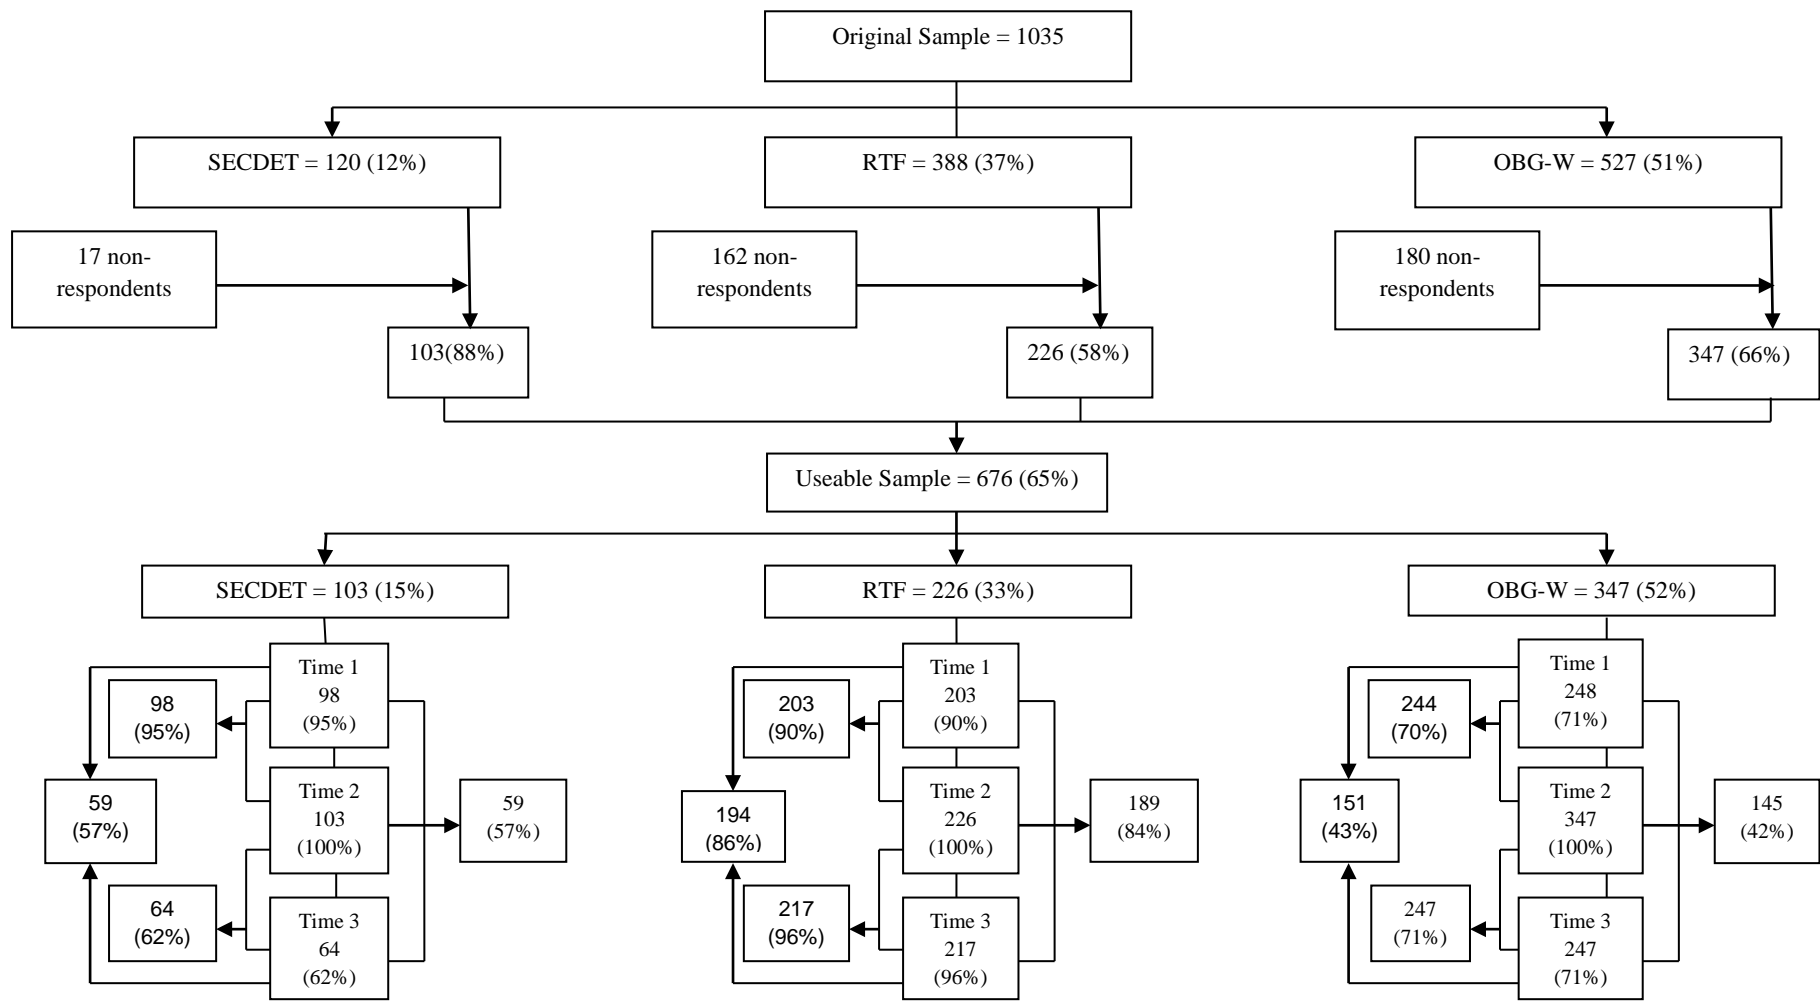 Original Sample = 1035
SECDET = 120 (12%)
RTF = 388 (37%)
OBG-W = 527 (51%)
17 non-
respondents
162 non-
respondents
180 non-
respondents
103(88%)
226 (58%)
347 (66%)
Useable Sample = 676 (65%)
SECDET = 103 (15%)
RTF = 226 (33%)
OBG-W = 347 (52%)
Time 1
98
(95%)
98
(95%)
Time 2
103
(100%)
59
(57%)
59
(57%)
64
(62%)
Time 3
64
(62%)
Time 1
203
(90%)
203
(90%)
Time 2
226
(100%)
194
(86%)
189
(84%)
217
(96%)
Time 3
217
(96%)
Time 1
248
(71%)
244
(70%)
Time 2
347
(100%)
151
(43%)
145
(42%)
247
(71%)
Time 3
247
(71%)